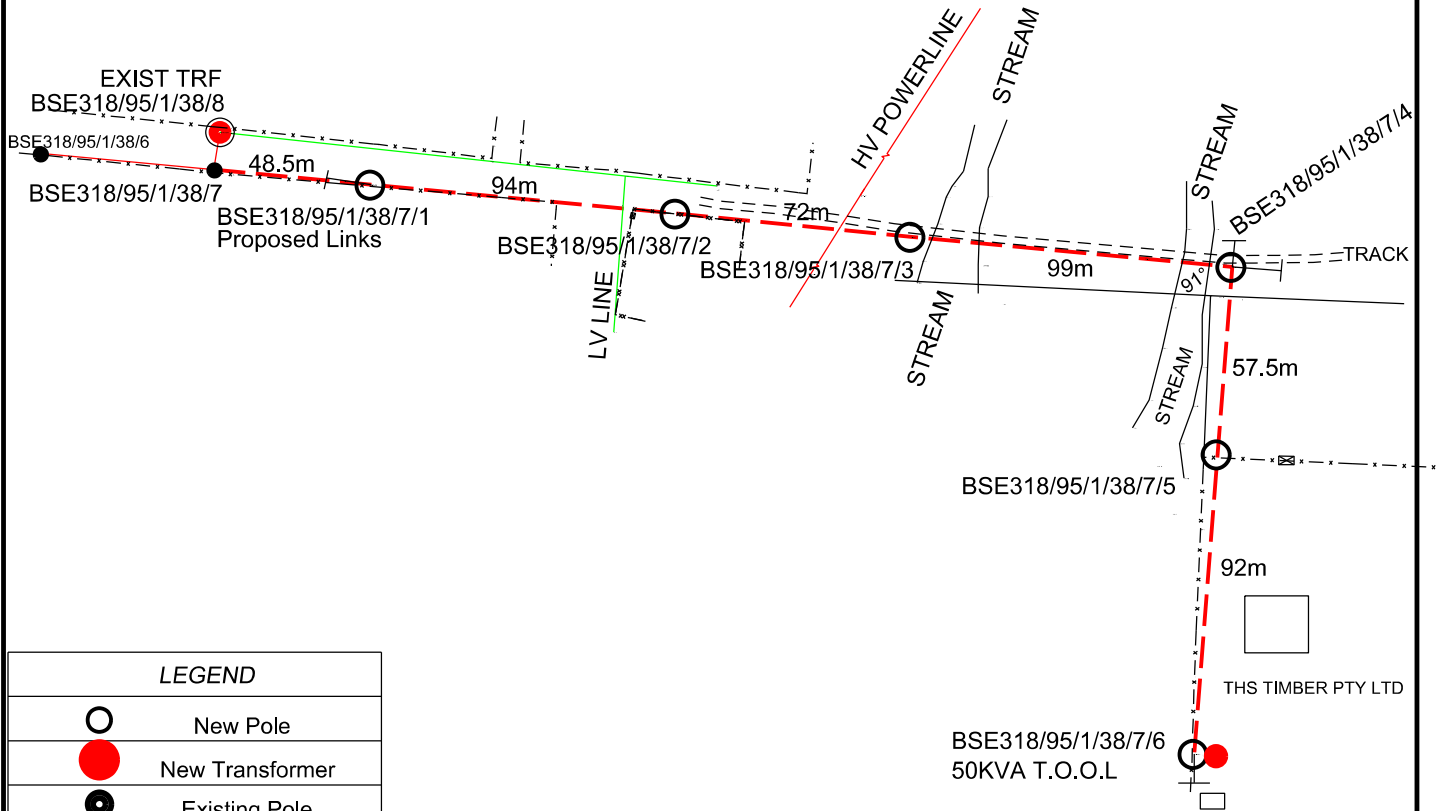 EXIST TRF
BSE318/95/1/38/8
BSE318/95/1/38/6
BSE318/95/1/38/7
48.5m
BSE318/95/1/38/7/1
Proposed Links
94m
BSE318/95/1/38/7/2
LV LINE
72m
BSE318/95/1/38/7/3
HV POWERLINE
STREAM
STREAM
99m
STREAM
91°
BSE318/95/1/38/7/4
TRACK
57.5m
STREAM
BSE318/95/1/38/7/5
92m
THS TIMBER PTY LTD
BSE318/95/1/38/7/6
50KVA T.O.O.L
LEGEND
New Pole
New Transformer
Existing Pole